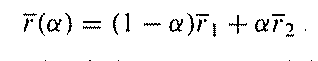 r̅(α) = (1 − α)r̅₁ + αr̅₂ .